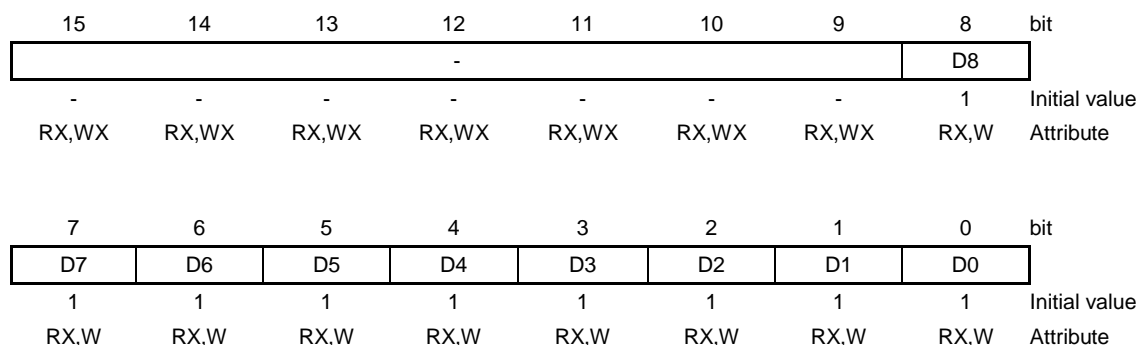 15 14 13 12 11 10 9 8 bit
- D8
- - - - - - - 1 Initial value
RX,WX RX,WX RX,WX RX,WX RX,WX RX,WX RX,WX RX,W Attribute
7 6 5 4 3 2 1 0 bit
D7 D6 D5 D4 D3 D2 D1 D0
1 1 1 1 1 1 1 1 Initial value
RX,W RX,W RX,W RX,W RX,W RX,W RX,W RX,W Attribute